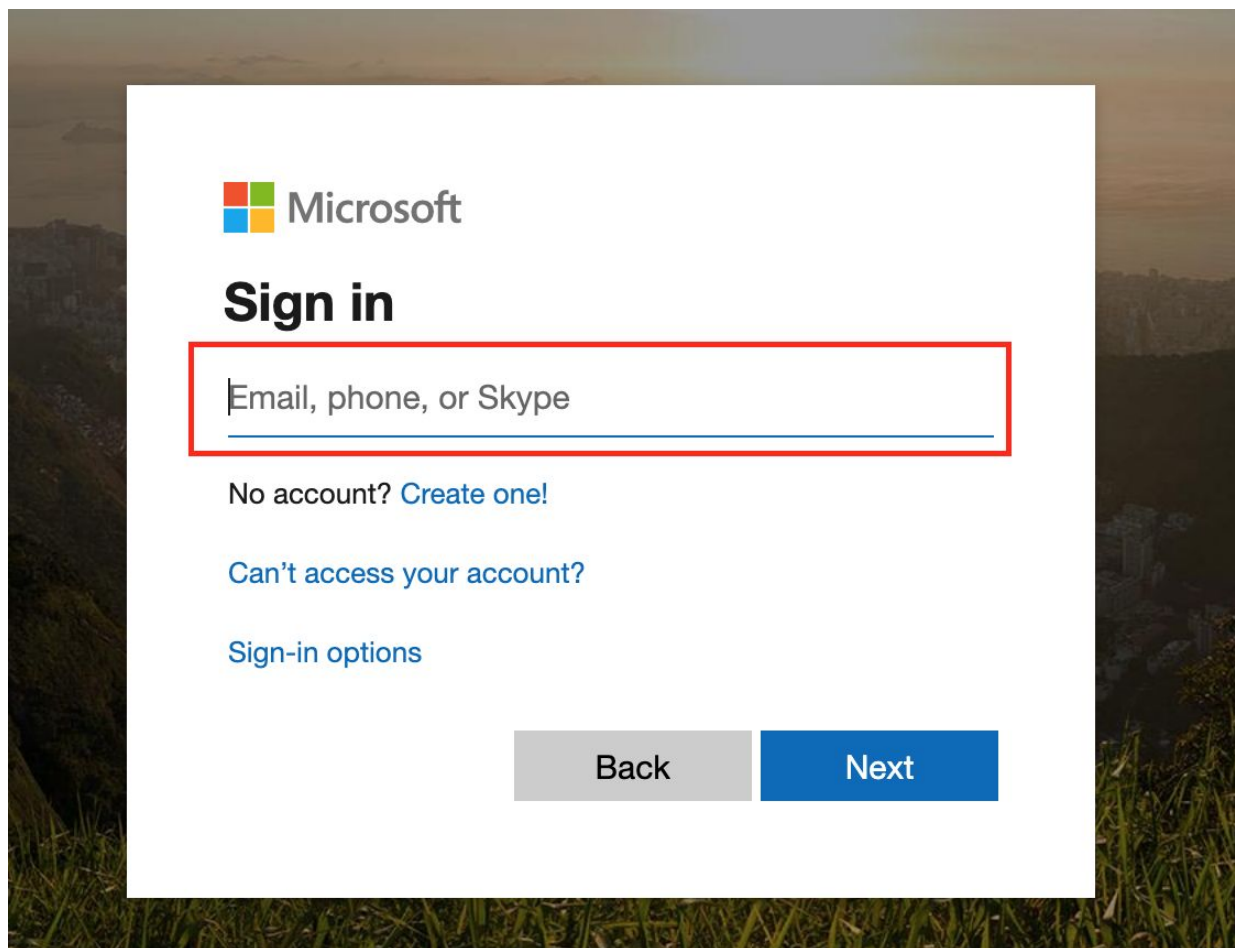 Microsoft
Sign in
Email, phone, or Skype
No account? Create one!
Can’t access your account?
Sign-in options
Back Next